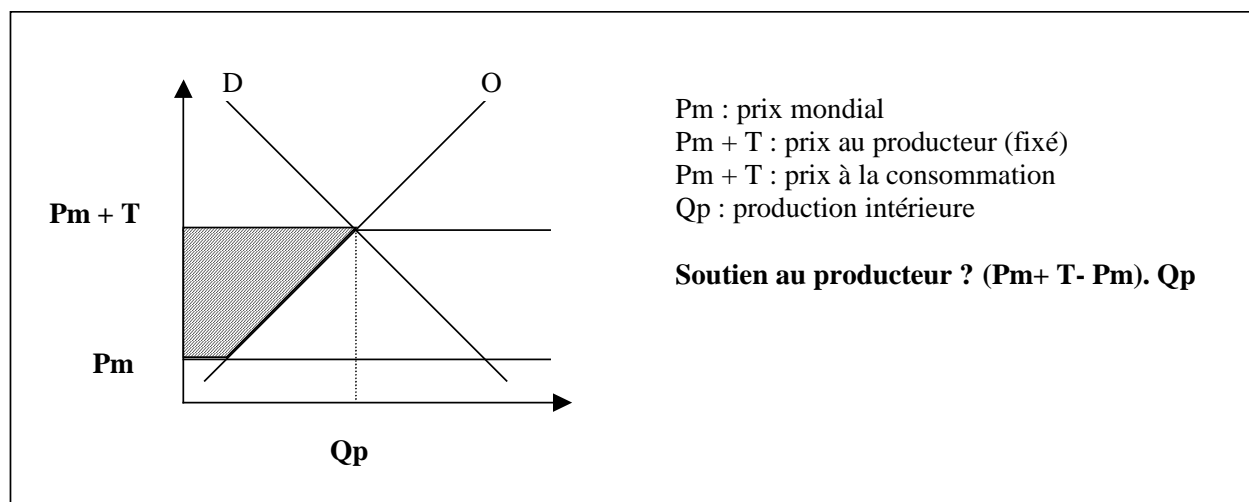 D
O
Pm + T
Pm
Qp
Pm : prix mondial
Pm + T : prix au producteur (fixé)
Pm + T : prix à la consommation
Qp : production intérieure
Soutien au producteur ? (Pm+ T- Pm). Qp